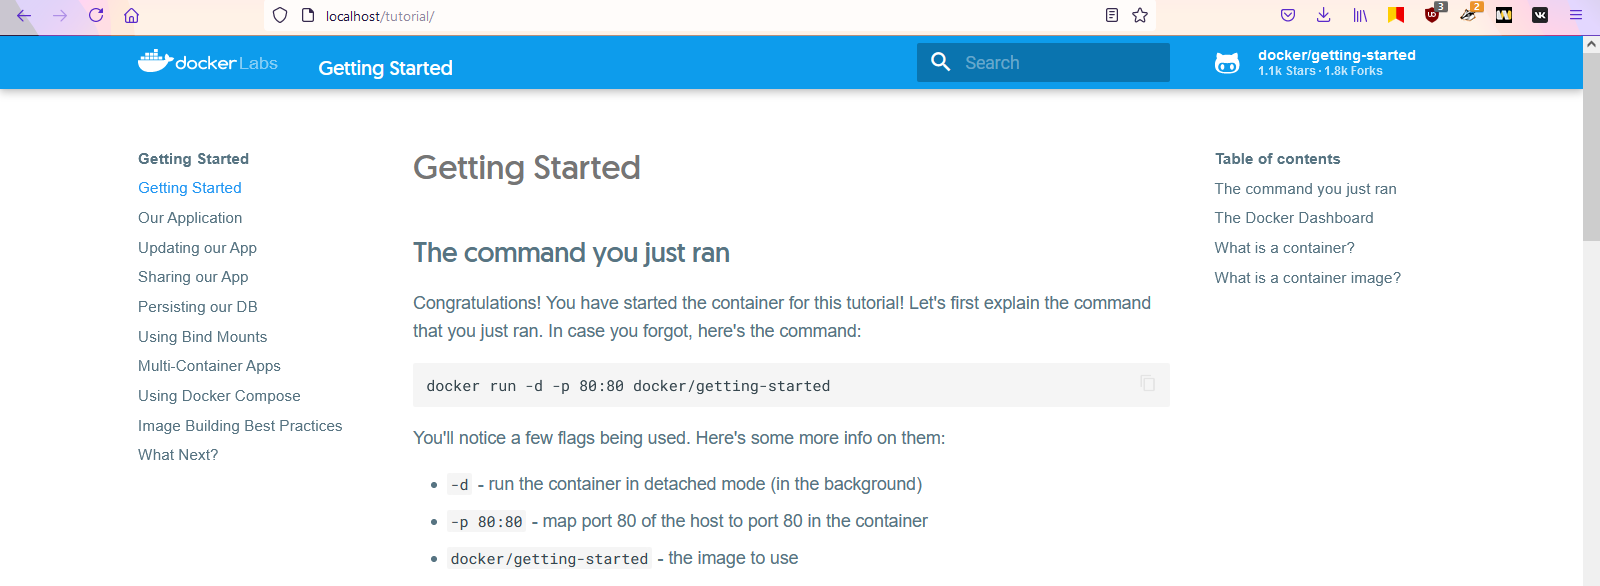 localhost/tutorial/
3
2
docker Labs
Getting Started
Search
docker/getting-started
1.1k Stars · 1.8k Forks
Getting Started
Getting Started
Our Application
Updating our App
Sharing our App
Persisting our DB
Using Bind Mounts
Multi-Container Apps
Using Docker Compose
Image Building Best Practices
What Next?
Getting Started
The command you just ran
Congratulations! You have started the container for this tutorial! Let's first explain the command
that you just ran. In case you forgot, here's the command:
docker run -d -p 80:80 docker/getting-started
You'll notice a few flags being used. Here's some more info on them:
-d - run the container in detached mode (in the background)
-p 80:80 - map port 80 of the host to port 80 in the container
docker/getting-started - the image to use
Table of contents
The command you just ran
The Docker Dashboard
What is a container?
What is a container image?